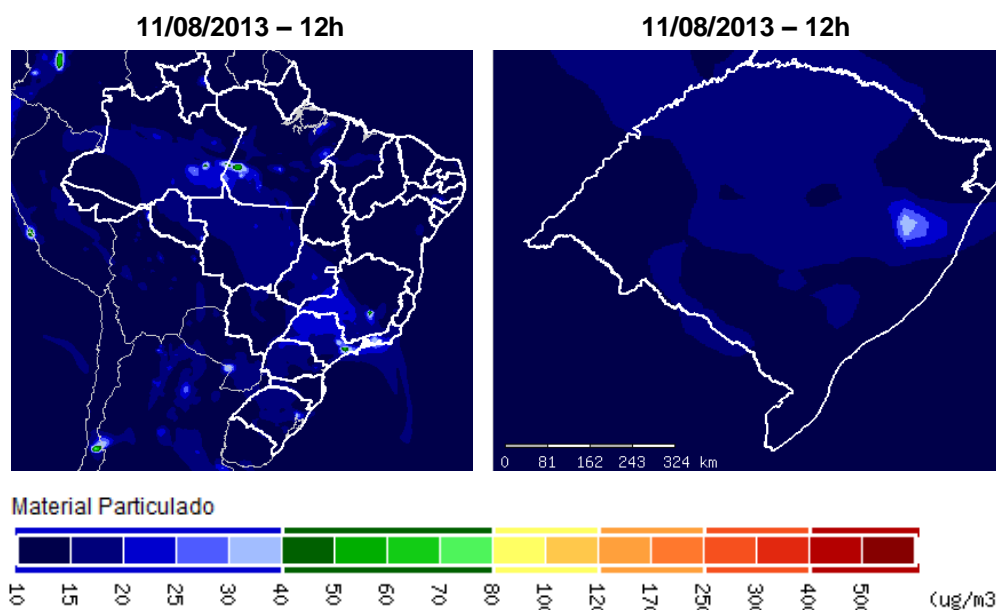 11/08/2013 – 12h
11/08/2013 – 12h
0 81 162 243 324 km
Material Particulado
10 15 20 25 30 40 50 60 70 80 100 120 170 250 300 400 500 (ug/m3